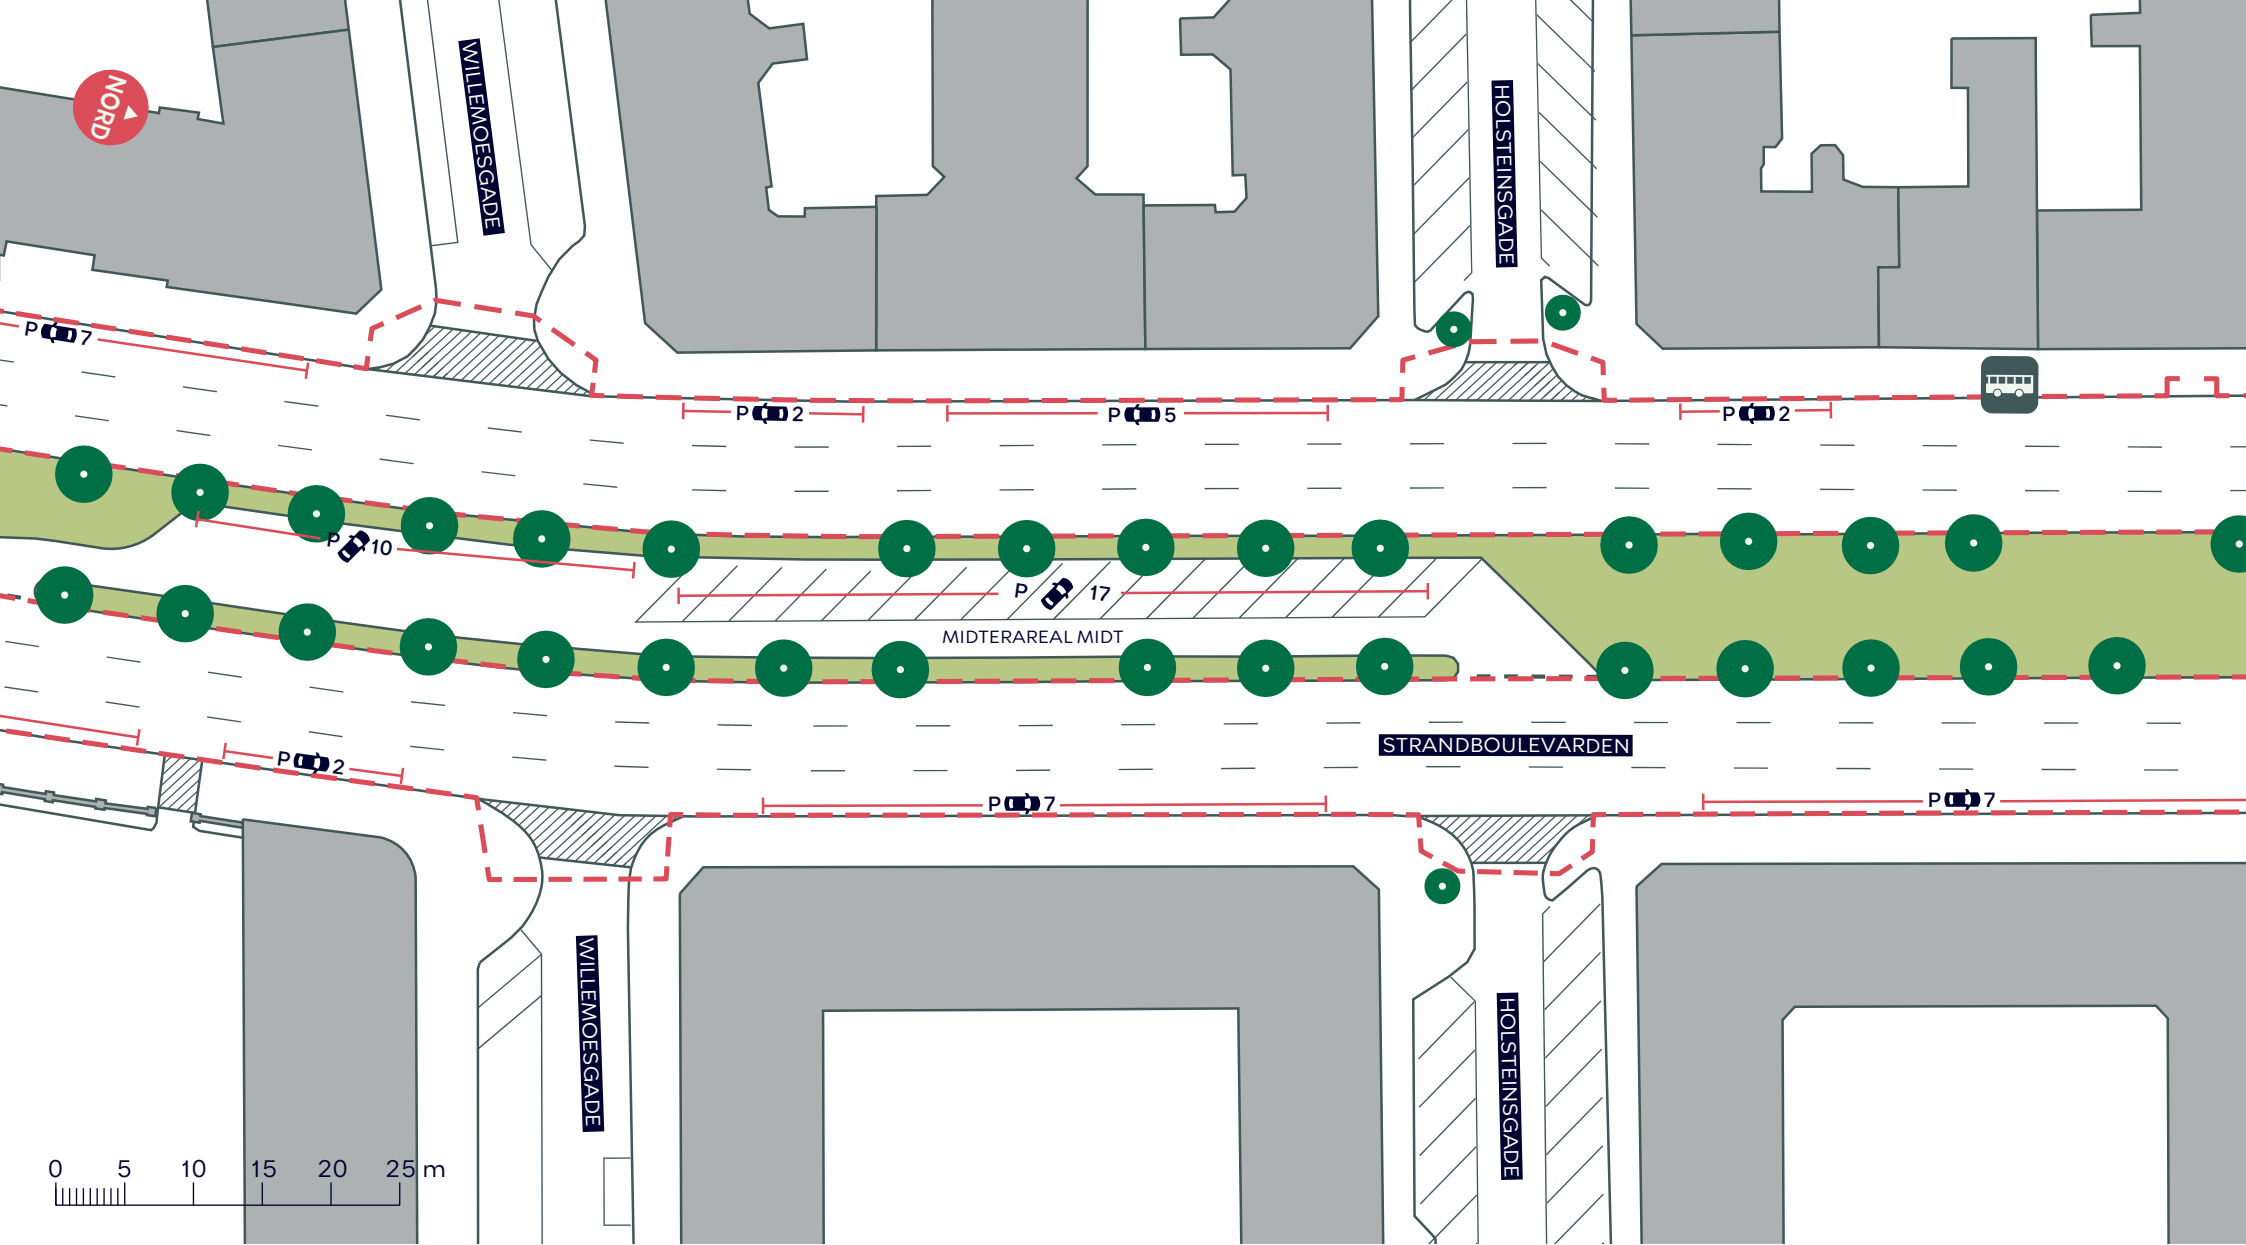 WILLEMOESGADE
HOLSTEINSGADE
NORD
P 7
P 2
P 5
P 2
P 10
P 17
MIDTERAREAL MIDT
STRANDBOULEVARDEN
P 2
P 7
P 7
WILLEMOESGADE
HOLSTEINSGADE
0 5 10 15 20 25 m